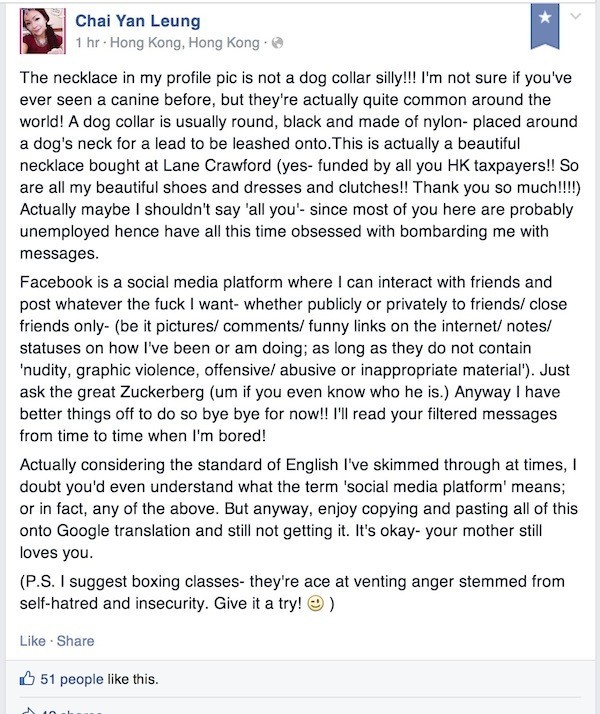 Chai Yan Leung
1 hr · Hong Kong, Hong Kong ·
The necklace in my profile pic is not a dog collar silly!!! I'm not sure if you've
ever seen a canine before, but they're actually quite common around the
world! A dog collar is usually round, black and made of nylon- placed around
a dog's neck for a lead to be leashed onto.This is actually a beautiful
necklace bought at Lane Crawford (yes- funded by all you HK taxpayers!! So
are all my beautiful shoes and dresses and clutches!! Thank you so much!!!!)
Actually maybe I shouldn't say 'all you'- since most of you here are probably
unemployed hence have all this time obsessed with bombarding me with
messages.
Facebook is a social media platform where I can interact with friends and
post whatever the fuck I want- whether publicly or privately to friends/ close
friends only- (be it pictures/ comments/ funny links on the internet/ notes/
statuses on how I've been or am doing; as long as they do not contain
'nudity, graphic violence, offensive/ abusive or inappropriate material'). Just
ask the great Zuckerberg (um if you even know who he is.) Anyway I have
better things off to do so bye bye for now!! I'll read your filtered messages
from time to time when I'm bored!
Actually considering the standard of English I've skimmed through at times, I
doubt you'd even understand what the term 'social media platform' means;
or in fact, any of the above. But anyway, enjoy copying and pasting all of this
onto Google translation and still not getting it. It's okay- your mother still
loves you.
(P.S. I suggest boxing classes- they're ace at venting anger stemmed from
self-hatred and insecurity. Give it a try! 😃 )
Like · Share
51 people like this.